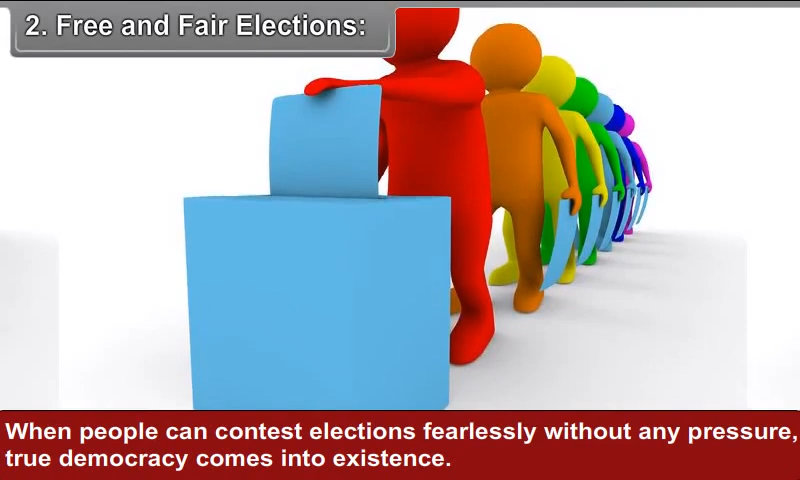 2. Free and Fair Elections:
When people can contest elections fearlessly without any pressure,
true democracy comes into existence.